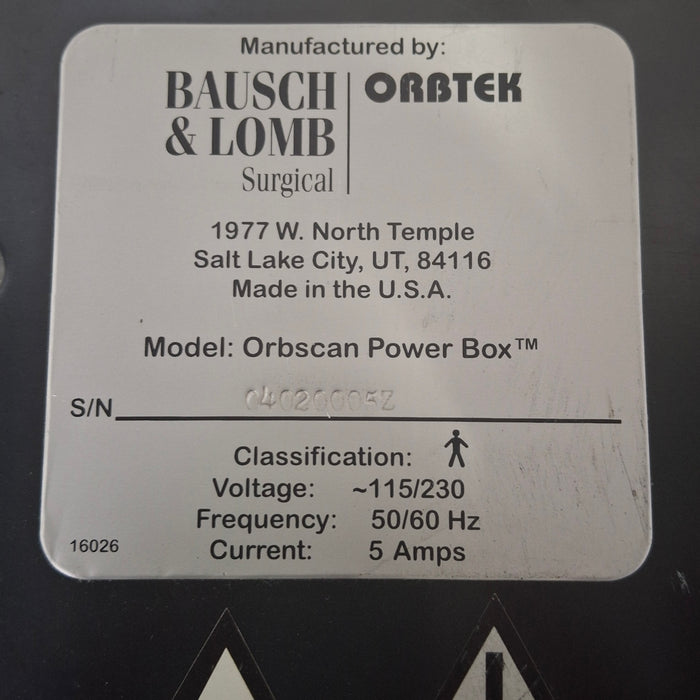 Manufactured by:
BAUSCH & LOMB Surgical
ORBTEK
1977 W. North Temple
Salt Lake City, UT, 84116
Made in the U.S.A.
Model: Orbscan Power Box™
S/N
Classification:
Voltage: ~115/230
Frequency: 50/60 Hz
16026
Current: 5 Amps